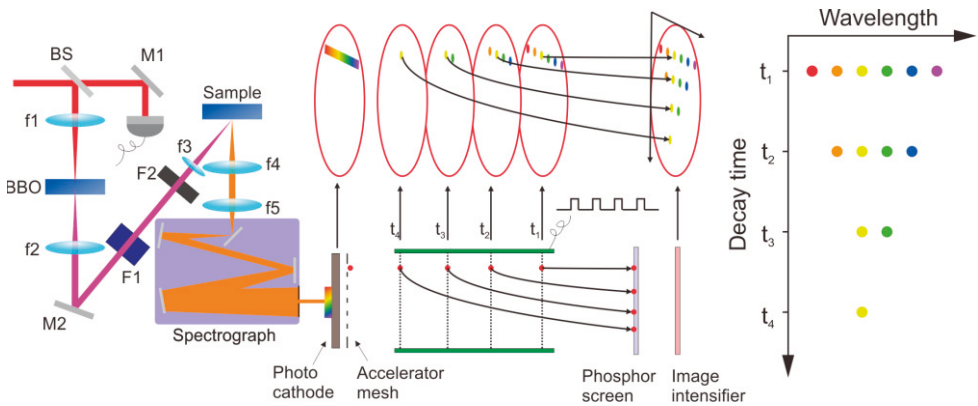 BS
M1
f1
Sample
f3
F2
f4
BBO
f5
f2
F1
M2
Spectrograph
Photo
cathode
Accelerator
mesh
t4
t3
t2
t1
Phosphor
screen
Image
intensifier
Wavelength
Decay time
t1
t2
t3
t4